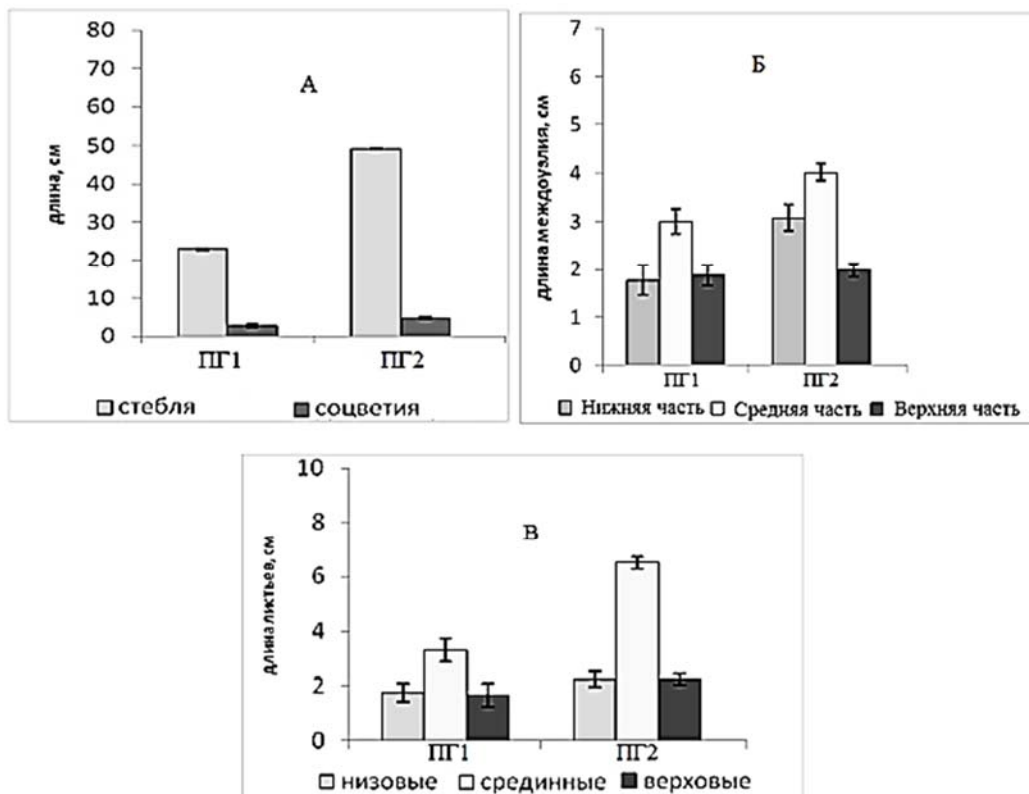 А
длина, см
80
70
60
50
40
30
20
10
0
ПГ1 ПГ2
стебля соцветия
Б
длина междоузлия, см
7
6
5
4
3
2
1
0
ПГ1 ПГ2
Нижняя часть Средняя часть Верхняя часть
В
длина листьев, см
10
8
6
4
2
0
ПГ1 ПГ2
низовые срединные верховые